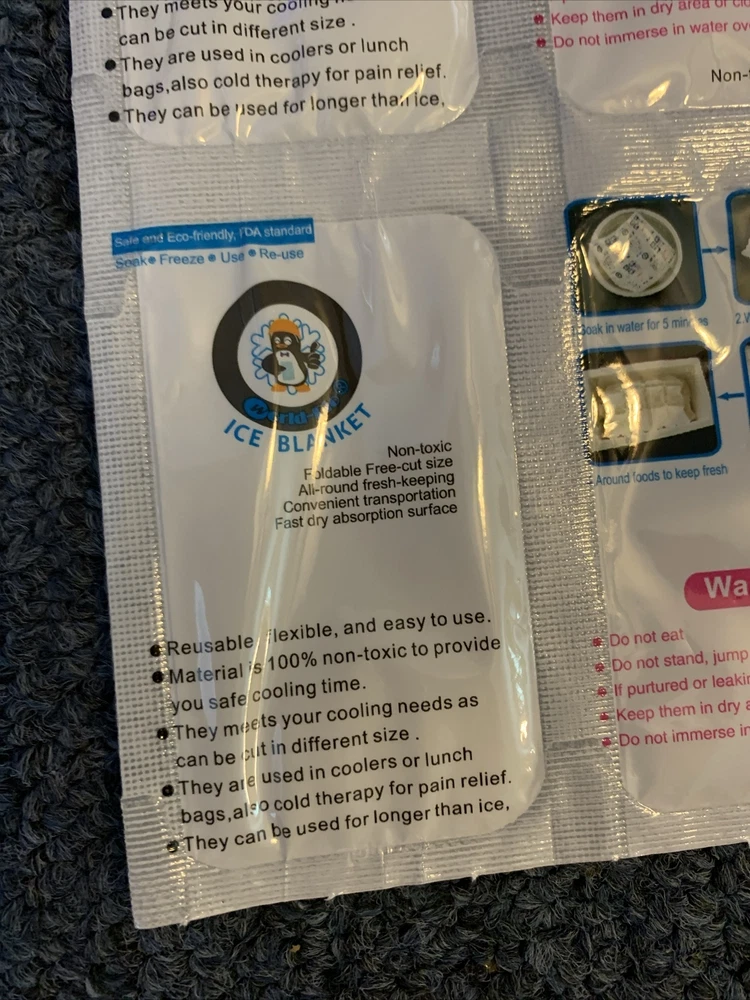 They meets your cooling
can be cut in different size .
They are used in coolers or lunch
bags,also cold therapy for pain relief.
They can be used for longer than ice,
Keep them in dry area or
Do not immerse in water
Non-
Safe and Eco-friendly, FDA standard
Soak Freeze Use Re-use
ICE BLANKET
Non-toxic
Foldable Free-cut size
All-round fresh-keeping
Convenient transportation
Fast dry absorption surface
Reusable flexible, and easy to use.
Material is 100% non-toxic to provide
you safe cooling time.
They meets your cooling needs as
can be cut in different size .
They are used in coolers or lunch
bags,also cold therapy for pain relief.
They can be used for longer than ice,
Soak in water for 5 minutes
2.
Around foods to keep fresh
Wa
Do not eat
Do not stand, jump
If purtured or
Keep them in dry
Do not immerse in